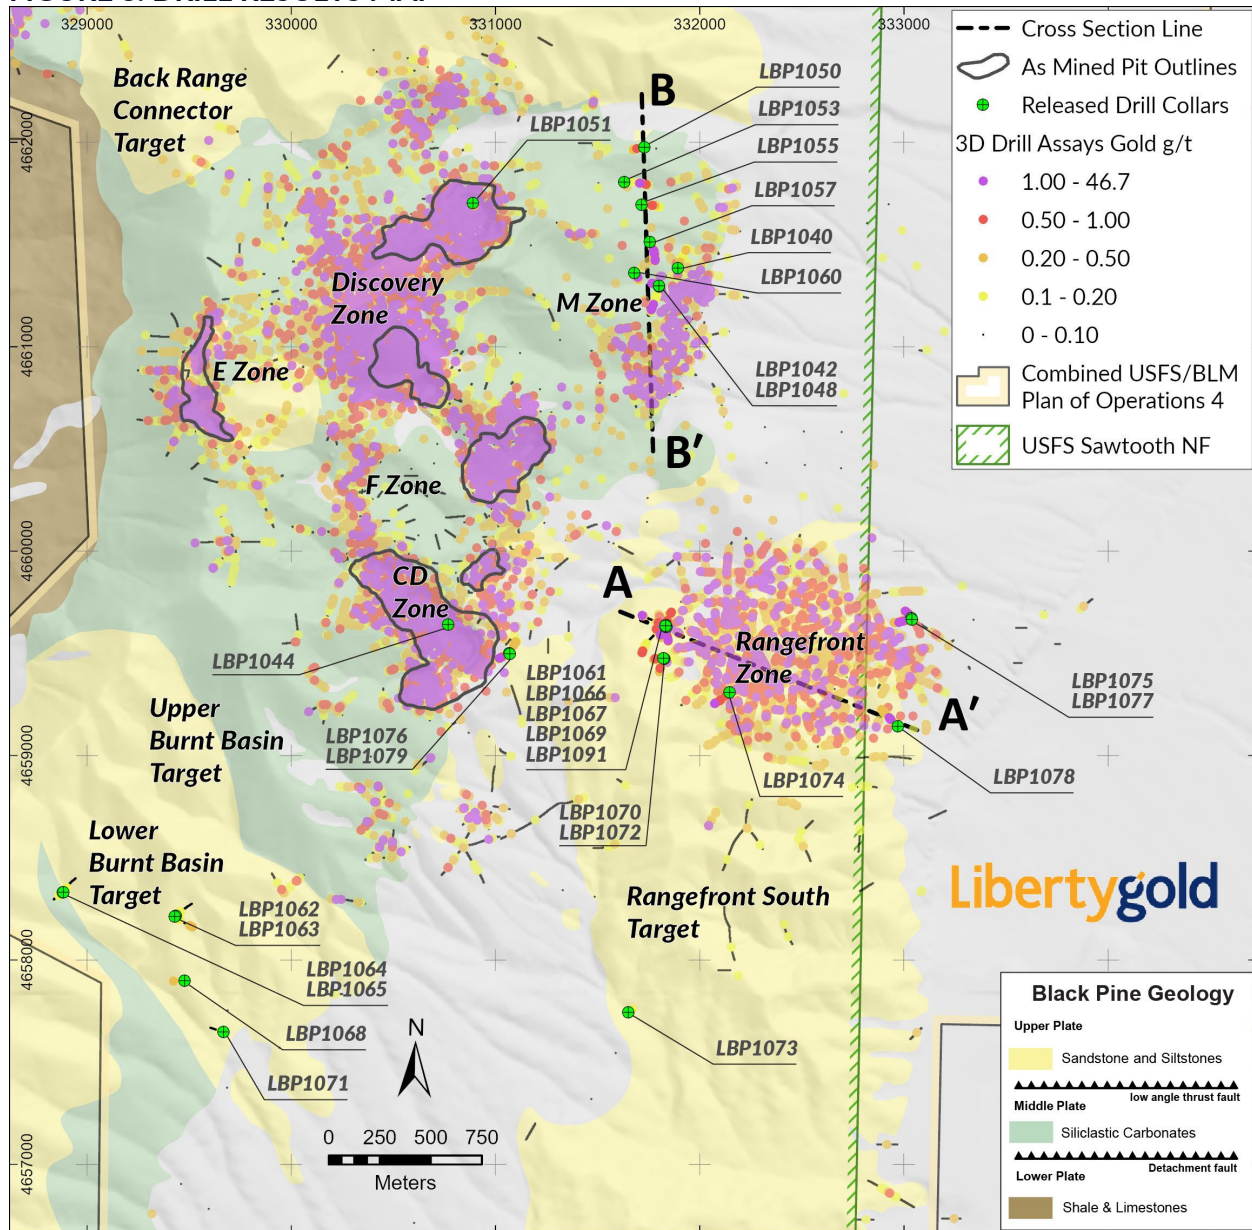 FIGURE 3: DRILL RESULTS MAP
329000
330000
331000
332000
333000
4662000
4661000
4660000
4659000
4658000
4657000
Back Range
Connector
Target
LBP1051
B
LBP1050
LBP1053
LBP1055
LBP1057
LBP1040
LBP1060
LBP1042
LBP1048
Discovery
Zone
M Zone
E Zone
B′
F Zone
CD
Zone
A
Rangefront
Zone
A′
LBP1044
LBP1061
LBP1066
LBP1067
LBP1069
LBP1091
LBP1075
LBP1077
Upper
Burnt Basin
Target
LBP1076
LBP1079
LBP1074
LBP1078
LBP1070
LBP1072
Lower
Burnt Basin
Target
Rangefront South
Target
LBP1062
LBP1063
LBP1064
LBP1065
LBP1068
LBP1071
LBP1073
N
0 250 500 750
Meters
Cross Section Line
As Mined Pit Outlines
Released Drill Collars
3D Drill Assays Gold g/t
1.00 - 46.7
0.50 - 1.00
0.20 - 0.50
0.1 - 0.20
0 - 0.10
Combined USFS/BLM
Plan of Operations 4
USFS Sawtooth NF
Libertygold
Black Pine Geology
Upper Plate
Sandstone and Siltstones
low angle thrust fault
Middle Plate
Siliclastic Carbonates
Detachment fault
Lower Plate
Shale & Limestones